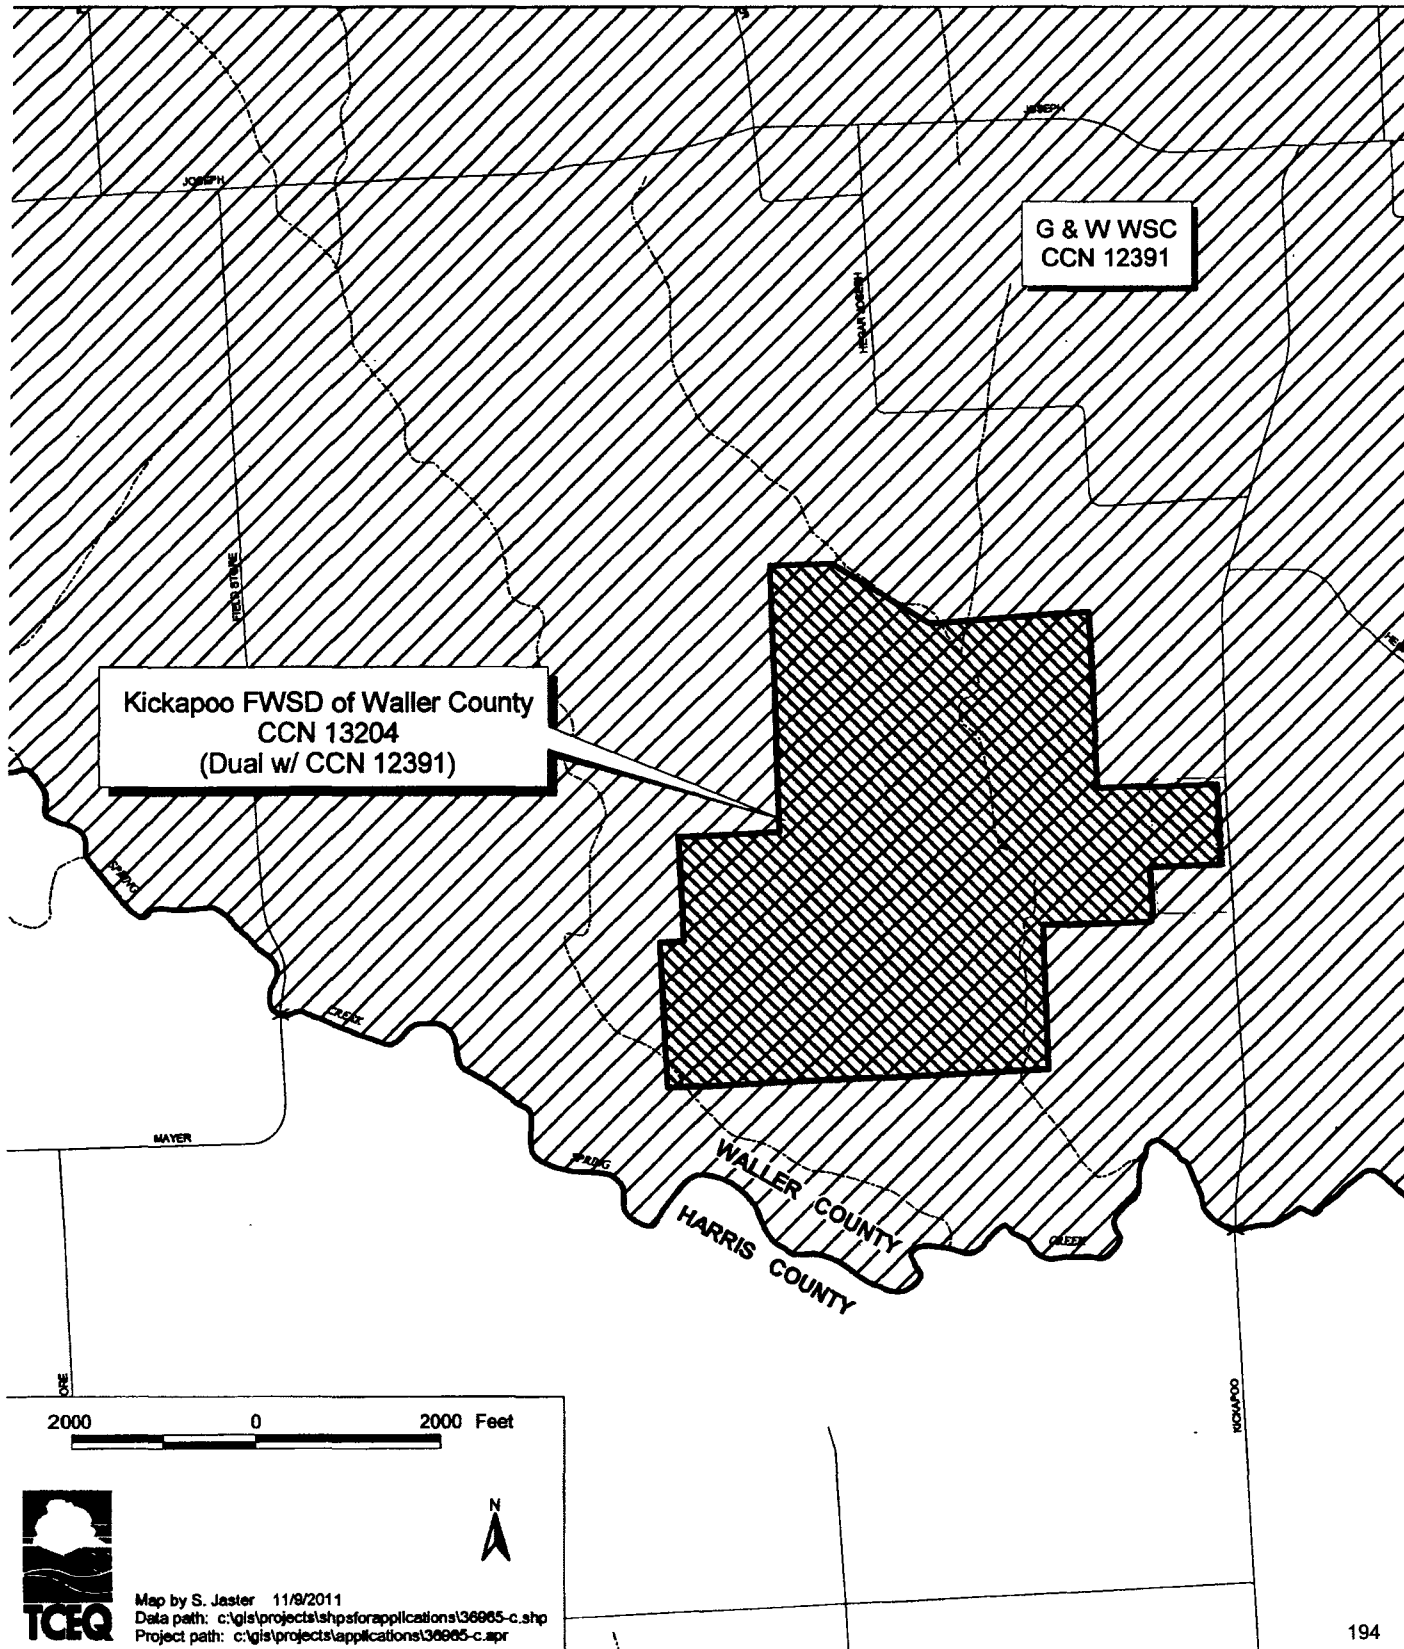 JOSEPH
JOSEPH
G & W WSC
CCN 12391
HEGAR JOSEPH
FIELD STORE
Kickapoo FWSD of Waller County
CCN 13204
(Dual w/ CCN 12391)
SPRING
CREEK
MAYER
SPRING
WALLER COUNTY
HARRIS COUNTY
CREEK
ORE
KICKAPOO
2000 0 2000 Feet
N
TCEQ
Map by S. Jaster 11/9/2011
Data path: c:\gis\projects\shpsforapplications\36965-c.shp
Project path: c:\gis\projects\applications\36965-c.apr
194